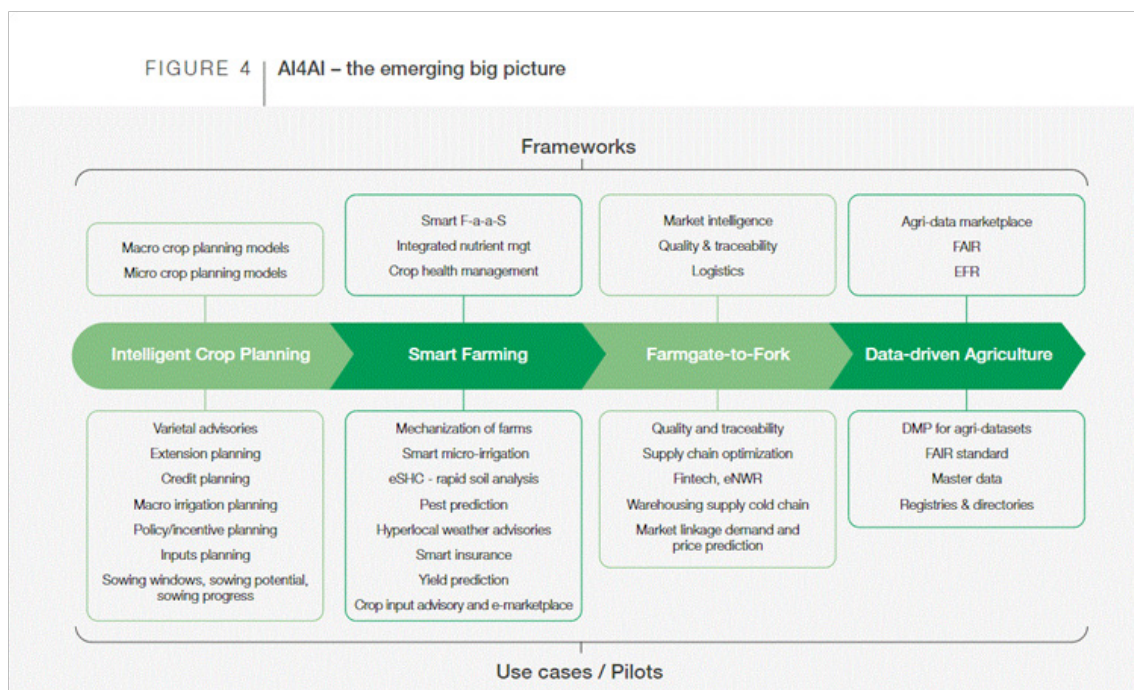 FIGURE 4
AI4AI – the emerging big picture
Frameworks
Macro crop planning models
Micro crop planning models
Smart F-a-a-S
Integrated nutrient mgt
Crop health management
Market intelligence
Quality & traceability
Logistics
Agri-data marketplace
FAIR
EFR
Intelligent Crop Planning
Smart Farming
Farmgate-to-Fork
Data-driven Agriculture
Varietal advisories
Extension planning
Credit planning
Macro irrigation planning
Policy/incentive planning
Inputs planning
Sowing windows, sowing potential,
sowing progress
Mechanization of farms
Smart micro-irrigation
eSHC - rapid soil analysis
Pest prediction
Hyperlocal weather advisories
Smart insurance
Yield prediction
Crop input advisory and e-marketplace
Quality and traceability
Supply chain optimization
Fintech, eNWR
Warehousing supply cold chain
Market linkage demand and
price prediction
DMP for agri-datasets
FAIR standard
Master data
Registries & directories
Use cases / Pilots